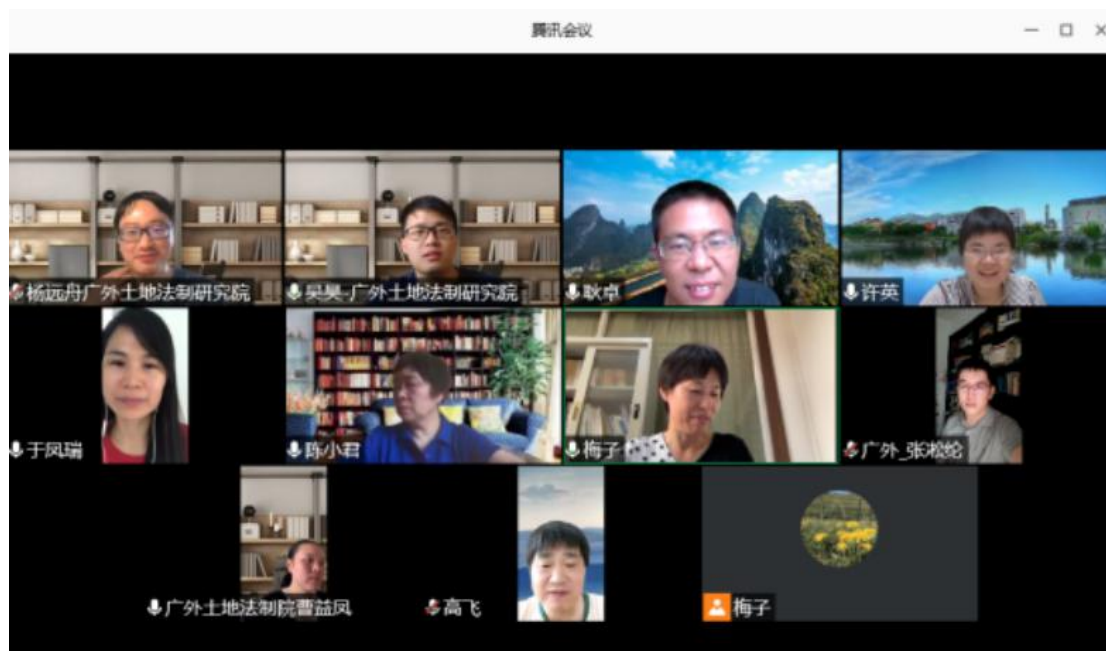 腾讯会议
杨远舟广外土地法制研究院
吴昊-广外土地法制研究院
耿卓
许英
于凤瑞
陈小君
梅子
广外_张淞纶
广外土地法制院曹益凤
高飞
梅子